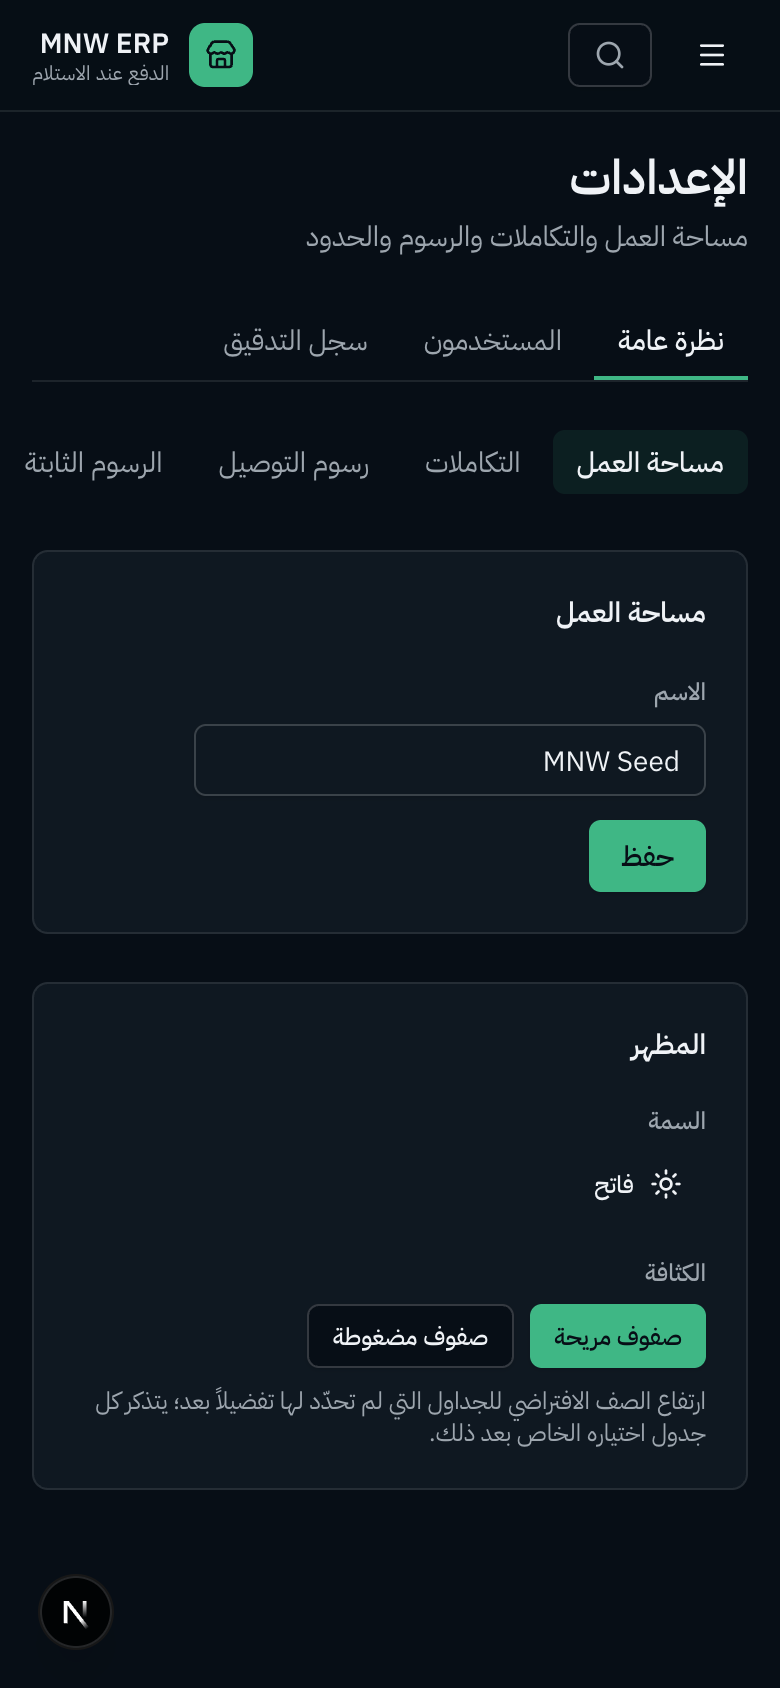 MNW ERP
الدفع عند الاستلام
الإعدادات
مساحة العمل والتكاملات والرسوم والحدود
نظرة عامة
المستخدمون
سجل التدقيق
مساحة العمل
التكاملات
رسوم التوصيل
الرسوم الثابتة
مساحة العمل
الاسم
MNW Seed
حفظ
المظهر
السمة
فاتح
الكثافة
صفوف مريحة
صفوف مضغوطة
ارتفاع الصف الافتراضي للجداول التي لم تحدّد لها تفضيلاً بعد؛ يتذكر كل
جدول اختياره الخاص بعد ذلك.
N